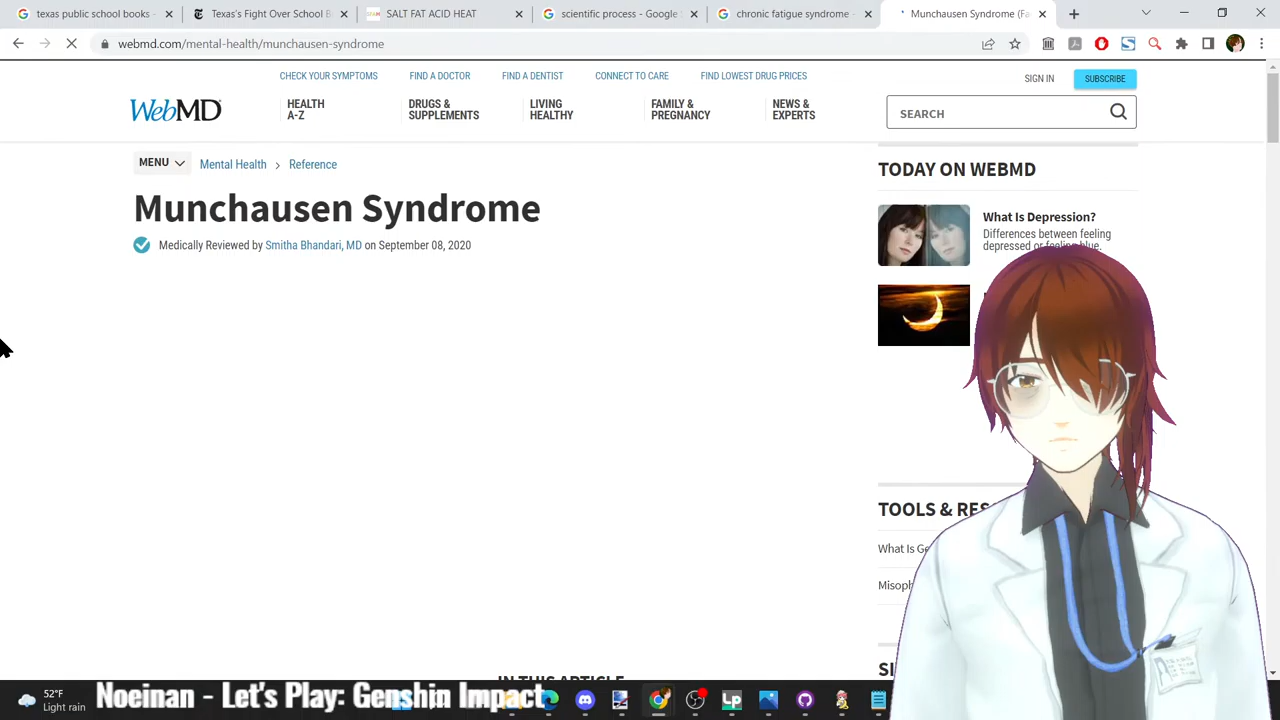 texas public school books -
Texas's Fight Over School B
SALT FAT ACID HEAT
scientific process - Google S
chronic fatigue syndrome -
Munchausen Syndrome (Fa
webmd.com/mental-health/munchausen-syndrome
CHECK YOUR SYMPTOMS
FIND A DOCTOR
FIND A DENTIST
CONNECT TO CARE
FIND LOWEST DRUG PRICES
SIGN IN
SUBSCRIBE
WebMD
HEALTH
A-Z
DRUGS &
SUPPLEMENTS
LIVING
HEALTHY
FAMILY &
PREGNANCY
NEWS &
EXPERTS
SEARCH
MENU
Mental Health > Reference
Munchausen Syndrome
Medically Reviewed by Smitha Bhandari, MD on September 08, 2020
TODAY ON WEBMD
What Is Depression?
Differences between feeling
depressed or feeling blue.
TOOLS & RES
What Is Ge
Misoph
IN THIS ARTICLE
SI
52°F
Light rain
Noeinan - Let's Play: Genshin Impact